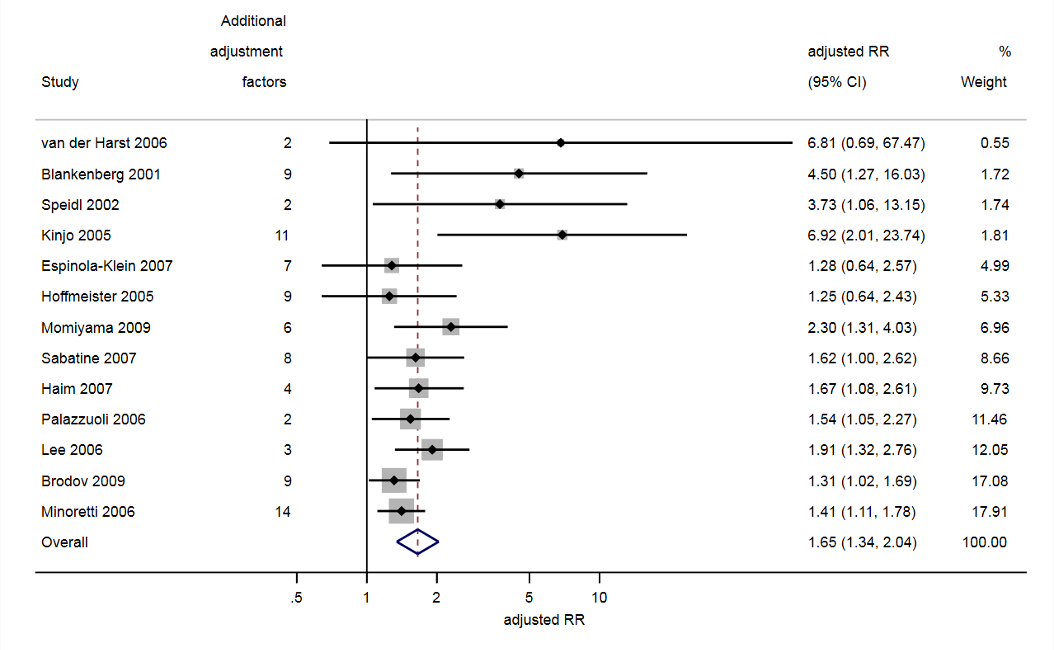 Additional
adjustment adjusted RR %
Study factors (95% CI) Weight
van der Harst 2006 2 6.81 (0.69, 67.47) 0.55
Blankenberg 2001 9 4.50 (1.27, 16.03) 1.72
Speidl 2002 2 3.73 (1.06, 13.15) 1.74
Kinjo 2005 11 6.92 (2.01, 23.74) 1.81
Espinola-Klein 2007 7 1.28 (0.64, 2.57) 4.99
Hoffmeister 2005 9 1.25 (0.64, 2.43) 5.33
Momiyama 2009 6 2.30 (1.31, 4.03) 6.96
Sabatine 2007 8 1.62 (1.00, 2.62) 8.66
Haim 2007 4 1.67 (1.08, 2.61) 9.73
Palazzuoli 2006 2 1.54 (1.05, 2.27) 11.46
Lee 2006 3 1.91 (1.32, 2.76) 12.05
Brodov 2009 9 1.31 (1.02, 1.69) 17.08
Minoretti 2006 14 1.41 (1.11, 1.78) 17.91
Overall 1.65 (1.34, 2.04) 100.00
.5 1 2 5 10
adjusted RR